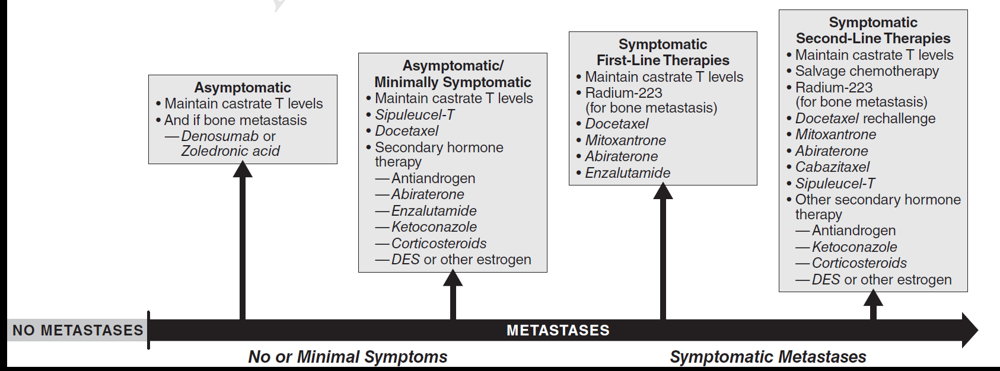 Asymptomatic
• Maintain castrate T levels
• And if bone metastasis
— Denosumab or
Zoledronic acid
Asymptomatic/
Minimally Symptomatic
• Maintain castrate T levels
• Sipuleucel-T
• Docetaxel
• Secondary hormone
therapy
— Antiandrogen
— Abiraterone
— Enzalutamide
— Ketoconazole
— Corticosteroids
— DES or other estrogen
Symptomatic
First-Line Therapies
• Maintain castrate T levels
• Radium-223
(for bone metastasis)
• Docetaxel
• Mitoxantrone
• Abiraterone
• Enzalutamide
Symptomatic
Second-Line Therapies
• Maintain castrate T levels
• Salvage chemotherapy
• Radium-223
(for bone metastasis)
• Docetaxel rechallenge
• Mitoxantrone
• Abiraterone
• Cabazitaxel
• Sipuleucel-T
• Other secondary hormone
therapy
— Antiandrogen
— Ketoconazole
— Corticosteroids
— DES or other estrogen
NO METASTASES
METASTASES
No or Minimal Symptoms
Symptomatic Metastases